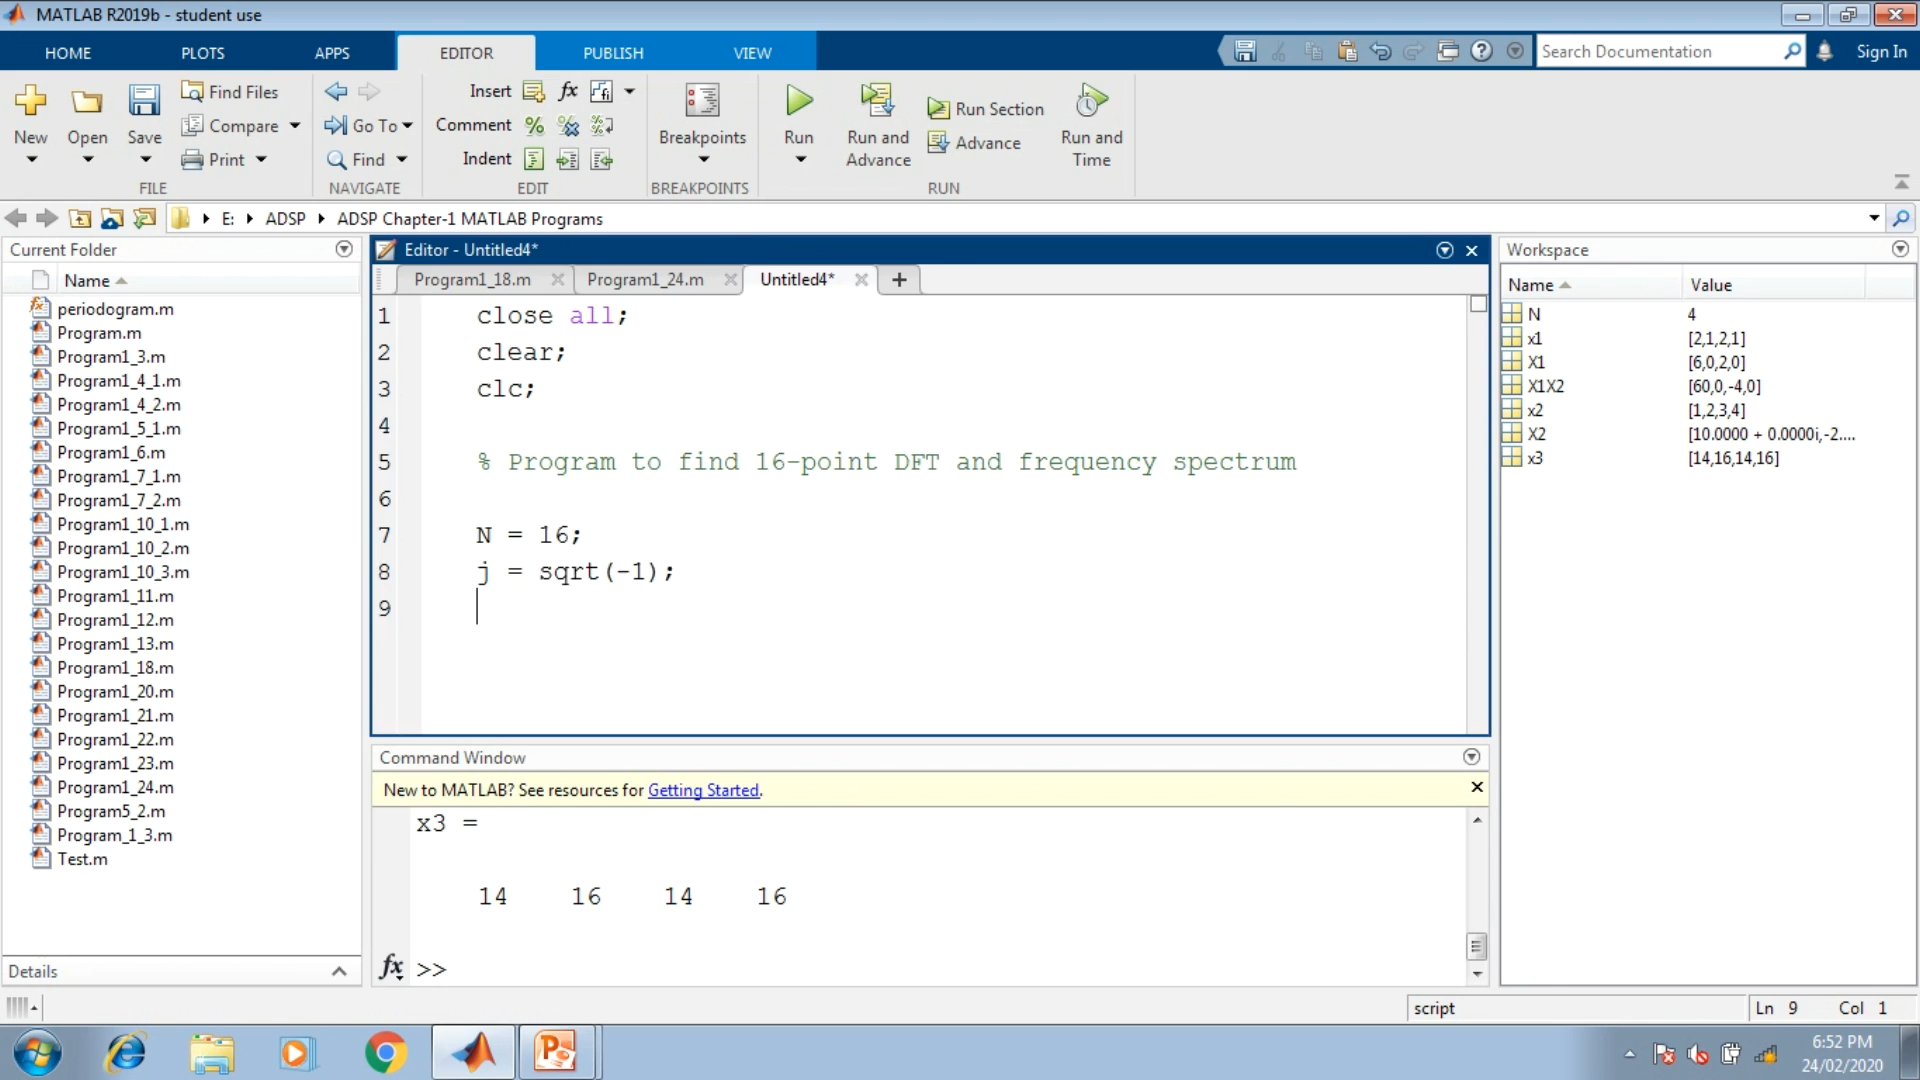 MATLAB R2019b - student use
HOME PLOTS APPS EDITOR PUBLISH VIEW
Search Documentation
Sign In
New
Open
Save
Find Files
Compare
Print
FILE
Go To
Find
NAVIGATE
Insert fx
Comment
Indent
EDIT
Breakpoints
BREAKPOINTS
Run
Run and Advance
Run Section
Advance
Run and Time
RUN
E: ADSP ADSP Chapter-1 MATLAB Programs
Current Folder
Name
periodogram.m
Program.m
Program1_3.m
Program1_4_1.m
Program1_4_2.m
Program1_5_1.m
Program1_6.m
Program1_7_1.m
Program1_7_2.m
Program1_10_1.m
Program1_10_2.m
Program1_10_3.m
Program1_11.m
Program1_12.m
Program1_13.m
Program1_18.m
Program1_20.m
Program1_21.m
Program1_22.m
Program1_23.m
Program1_24.m
Program5_2.m
Program_1_3.m
Test.m
Details
Editor - Untitled4*
Program1_18.m Program1_24.m Untitled4*
1 close all;
2 clear;
3 clc;
4
5 % Program to find 16-point DFT and frequency spectrum
6
7 N = 16;
8 j = sqrt(-1);
9
Command Window
New to MATLAB? See resources for Getting Started.
x3 =
14 16 14 16
fx >>
Workspace
Name Value
N 4
x1 [2,1,2,1]
X1 [6,0,2,0]
X1X2 [60,0,-4,0]
x2 [1,2,3,4]
X2 [10.0000 + 0.0000i,-2....
x3 [14,16,14,16]
script
Ln 9 Col 1
6:52 PM
24/02/2020